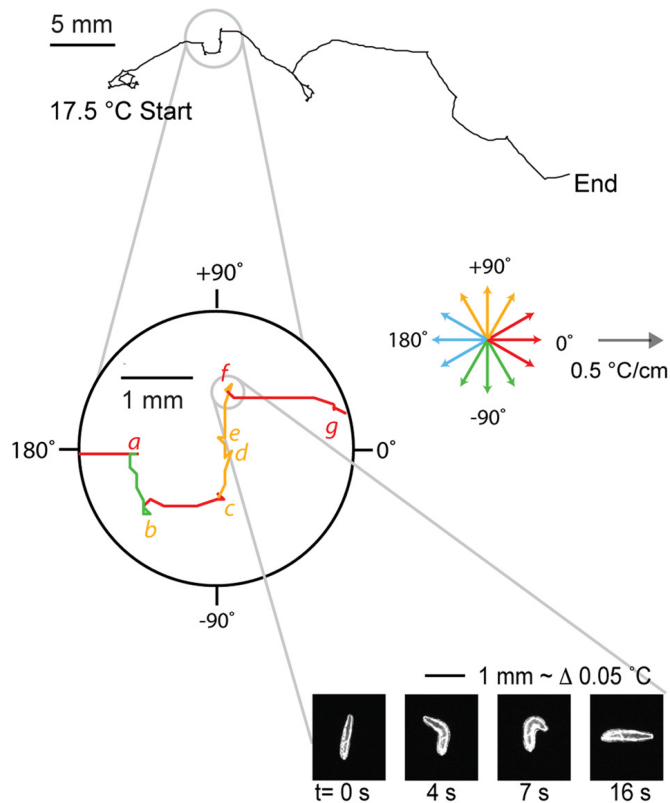 5 mm
17.5 °C Start
End
+90˚
+90˚
180˚
0˚
0.5 °C/cm
-90˚
f
1 mm
g
e
180˚
a
d
0˚
b
c
-90˚
1 mm ~ Δ 0.05 ˚C
t= 0 s
4 s
7 s
16 s